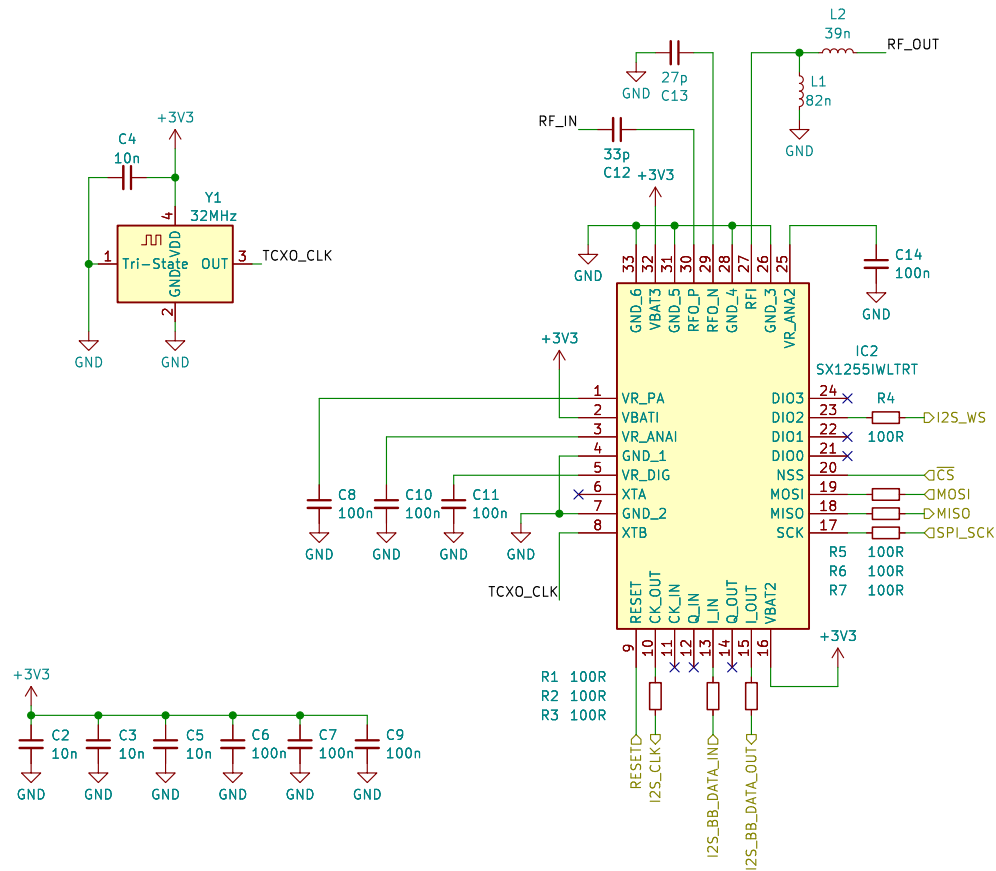 L2
39n
RF_OUT
27p
C13
GND
L1
82n
GND
+3V3
C4
10n
RF_IN
33p
C12
+3V3
Y1
32MHz
4
1
Tri-State
VDD
GND
OUT
3
TCXO_CLK
2
GND
GND
GND
33
32
31
30
29
28
27
26
25
GND_6
VBAT3
GND_5
RFO_P
RFO_N
GND_4
RFI
GND_3
VR_ANA2
C14
100n
GND
+3V3
IC2
SX1255IWLTRT
1
VR_PA
2
VBATI
3
VR_ANAI
4
GND_1
5
VR_DIG
6
XTA
7
GND_2
8
XTB
DIO3
24
DIO2
23
DIO1
22
DIO0
21
NSS
20
MOSI
19
MISO
18
SCK
17
R4
100R
I2S_WS
CS
MOSI
MISO
SPI_SCK
R5 100R
R6 100R
R7 100R
C8
100n
GND
C10
100n
GND
C11
100n
GND
GND
TCXO_CLK
RESET
CK_OUT
CK_IN
Q_IN
I_IN
Q_OUT
I_OUT
VBAT2
9
10
11
12
13
14
15
16
+3V3
R1 100R
R2 100R
R3 100R
RESET
I2S_CLK
I2S_BB_DATA_IN
I2S_BB_DATA_OUT
+3V3
C2
10n
GND
C3
10n
GND
C5
10n
GND
C6
100n
GND
C7
100n
GND
C9
100n
GND